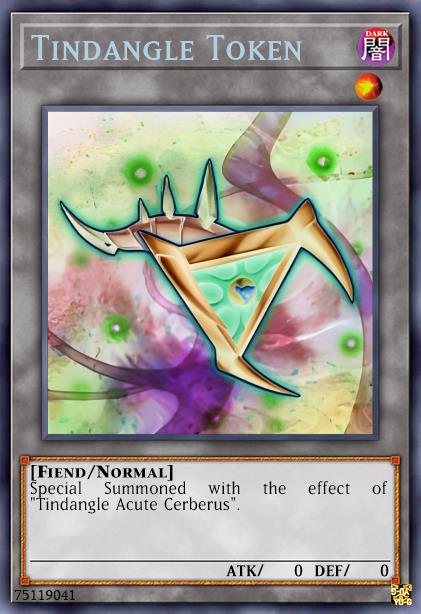 Tindangle Token
DARK
闇
[Fiend/Normal]
Special Summoned with the effect of
"Tindangle Acute Cerberus".
ATK/ 0 DEF/ 0
75119041